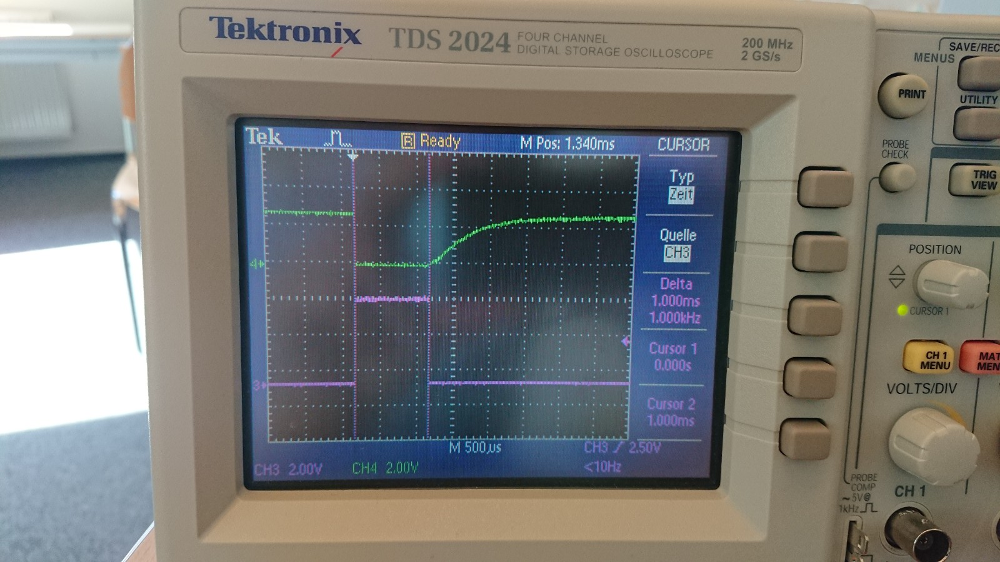 Tektronix TDS 2024 FOUR CHANNEL
DIGITAL STORAGE OSCILLOSCOPE
200 MHz
2 GS/s
SAVE/REC
MENUS
PRINT
UTILITY
PROBE
CHECK
TRIG
VIEW
POSITION
CURSOR 1
CH 1
MENU
MAT
MEN
VOLTS/DIV
CH 1
PROBE
COMP
~5V@
1kHz
Tek
R Ready
M Pos: 1.340ms
CURSOR
Typ
Zeit
Quelle
CH3
Delta
1.000ms
1.000kHz
Cursor 1
0.000s
Cursor 2
1.000ms
4
3
M 500µs
CH3 2.50V
CH3 2.00V
CH4 2.00V
<10Hz